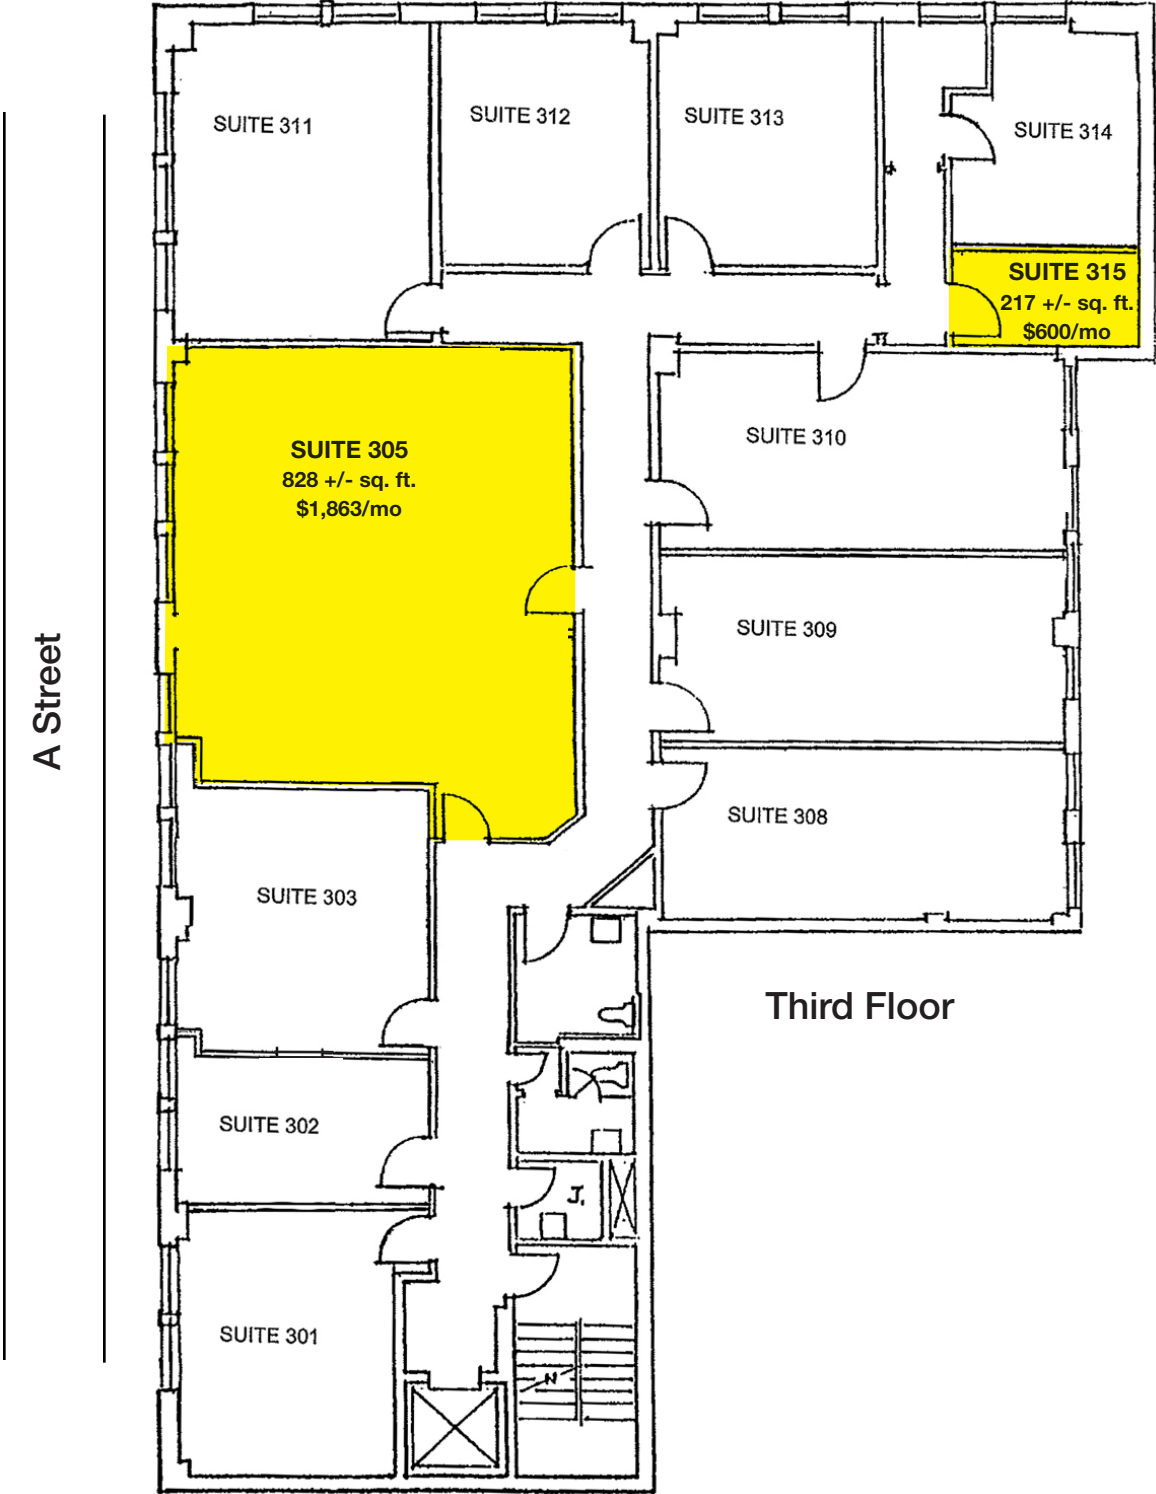 SUITE 311
SUITE 312
SUITE 313
SUITE 314
SUITE 315
217 +/- sq. ft.
$600/mo
SUITE 305
828 +/- sq. ft.
$1,863/mo
SUITE 310
SUITE 309
SUITE 308
A Street
SUITE 303
Third Floor
SUITE 302
J.
SUITE 301
N